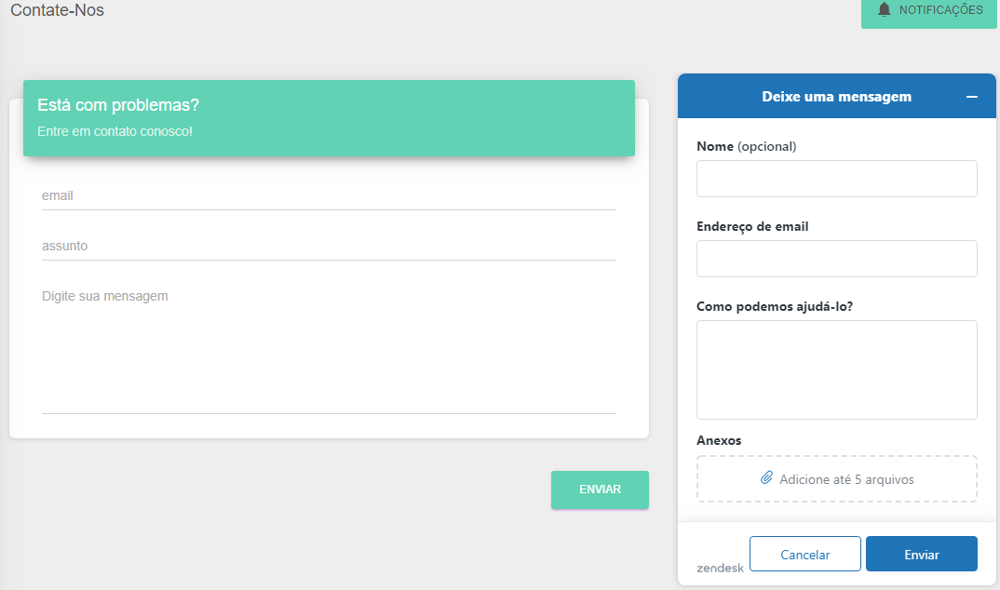 Contate-Nos
NOTIFICAÇÕES
Está com problemas?
Entre em contato conosco!
email
assunto
Digite sua mensagem
ENVIAR
Deixe uma mensagem
Nome (opcional)
Endereço de email
Como podemos ajudá-lo?
Anexos
Adicione até 5 arquivos
zendesk
Cancelar
Enviar